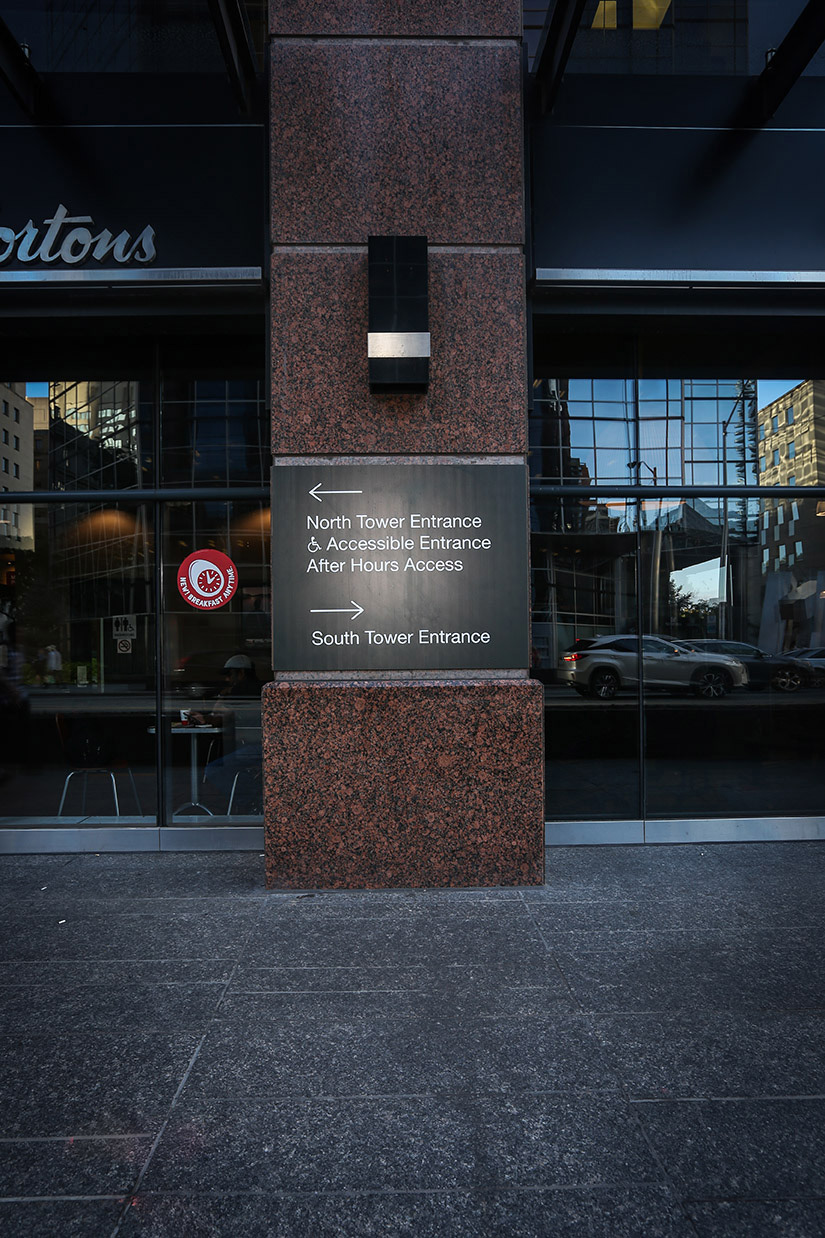 ortons
North Tower Entrance
♿ Accessible Entrance
After Hours Access
South Tower Entrance
NEW! BREAKFAST ANYTIME.